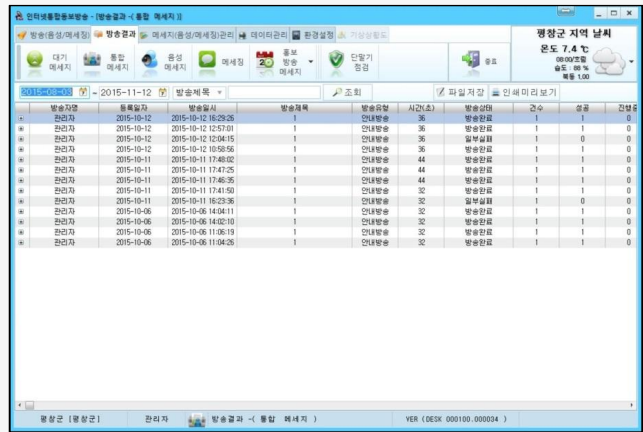 인터넷통합통보방송 - [방송결과 -( 통합 메세지 )]
방송(음성/메세징) 방송결과 메세지(음성/메세징)관리 데이터관리 환경설정 기상상황도
평창군 지역 날씨
온도 7.4 ℃
08:00/흐림
습도 : 88 %
북동 1,00
대기 메세지 통합 메세지 음성 메세지 메세징 홍보 방송 메세지 단말기 점검 종료
2015-08-03 ~ 2015-11-12 방송제목 조회 파일저장 인쇄미리보기
방송자명 등록일자 방송일시 방송제목 방송유형 시간(초) 방송상태 건수 성공 진행중
관리자 2015-10-12 2015-10-12 16:29:26 1 안내방송 36 방송완료 1 1 0
관리자 2015-10-12 2015-10-12 12:57:01 1 안내방송 36 방송완료 1 1 0
관리자 2015-10-12 2015-10-12 12:04:15 1 안내방송 36 일부실패 1 0 0
관리자 2015-10-12 2015-10-12 10:58:56 1 안내방송 36 방송완료 1 1 0
관리자 2015-10-11 2015-10-11 17:48:02 1 안내방송 44 방송완료 1 1 0
관리자 2015-10-11 2015-10-11 17:47:25 1 안내방송 44 방송완료 1 1 0
관리자 2015-10-11 2015-10-11 17:46:35 1 안내방송 44 방송완료 1 1 0
관리자 2015-10-11 2015-10-11 17:41:50 1 안내방송 32 방송완료 1 1 0
관리자 2015-10-11 2015-10-11 16:23:36 1 안내방송 32 일부실패 1 0 0
관리자 2015-10-06 2015-10-06 14:04:11 1 안내방송 32 방송완료 1 1 0
관리자 2015-10-06 2015-10-06 14:02:10 1 안내방송 32 방송완료 1 1 0
관리자 2015-10-06 2015-10-06 11:06:19 1 안내방송 32 방송완료 1 1 0
관리자 2015-10-06 2015-10-06 11:04:26 1 안내방송 32 방송완료 1 1 0
평창군 [평창군] 관리자 방송결과 -( 통합 메세지 ) VER (DESK 000100.000034 )